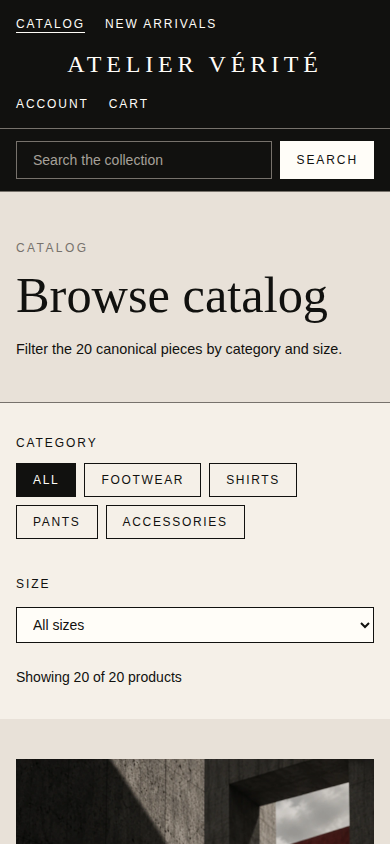 CATALOG NEW ARRIVALS
ATELIER VÉRITÉ
ACCOUNT CART
Search the collection SEARCH
CATALOG
Browse catalog
Filter the 20 canonical pieces by category and size.
CATEGORY
ALL FOOTWEAR SHIRTS
PANTS ACCESSORIES
SIZE
All sizes
Showing 20 of 20 products